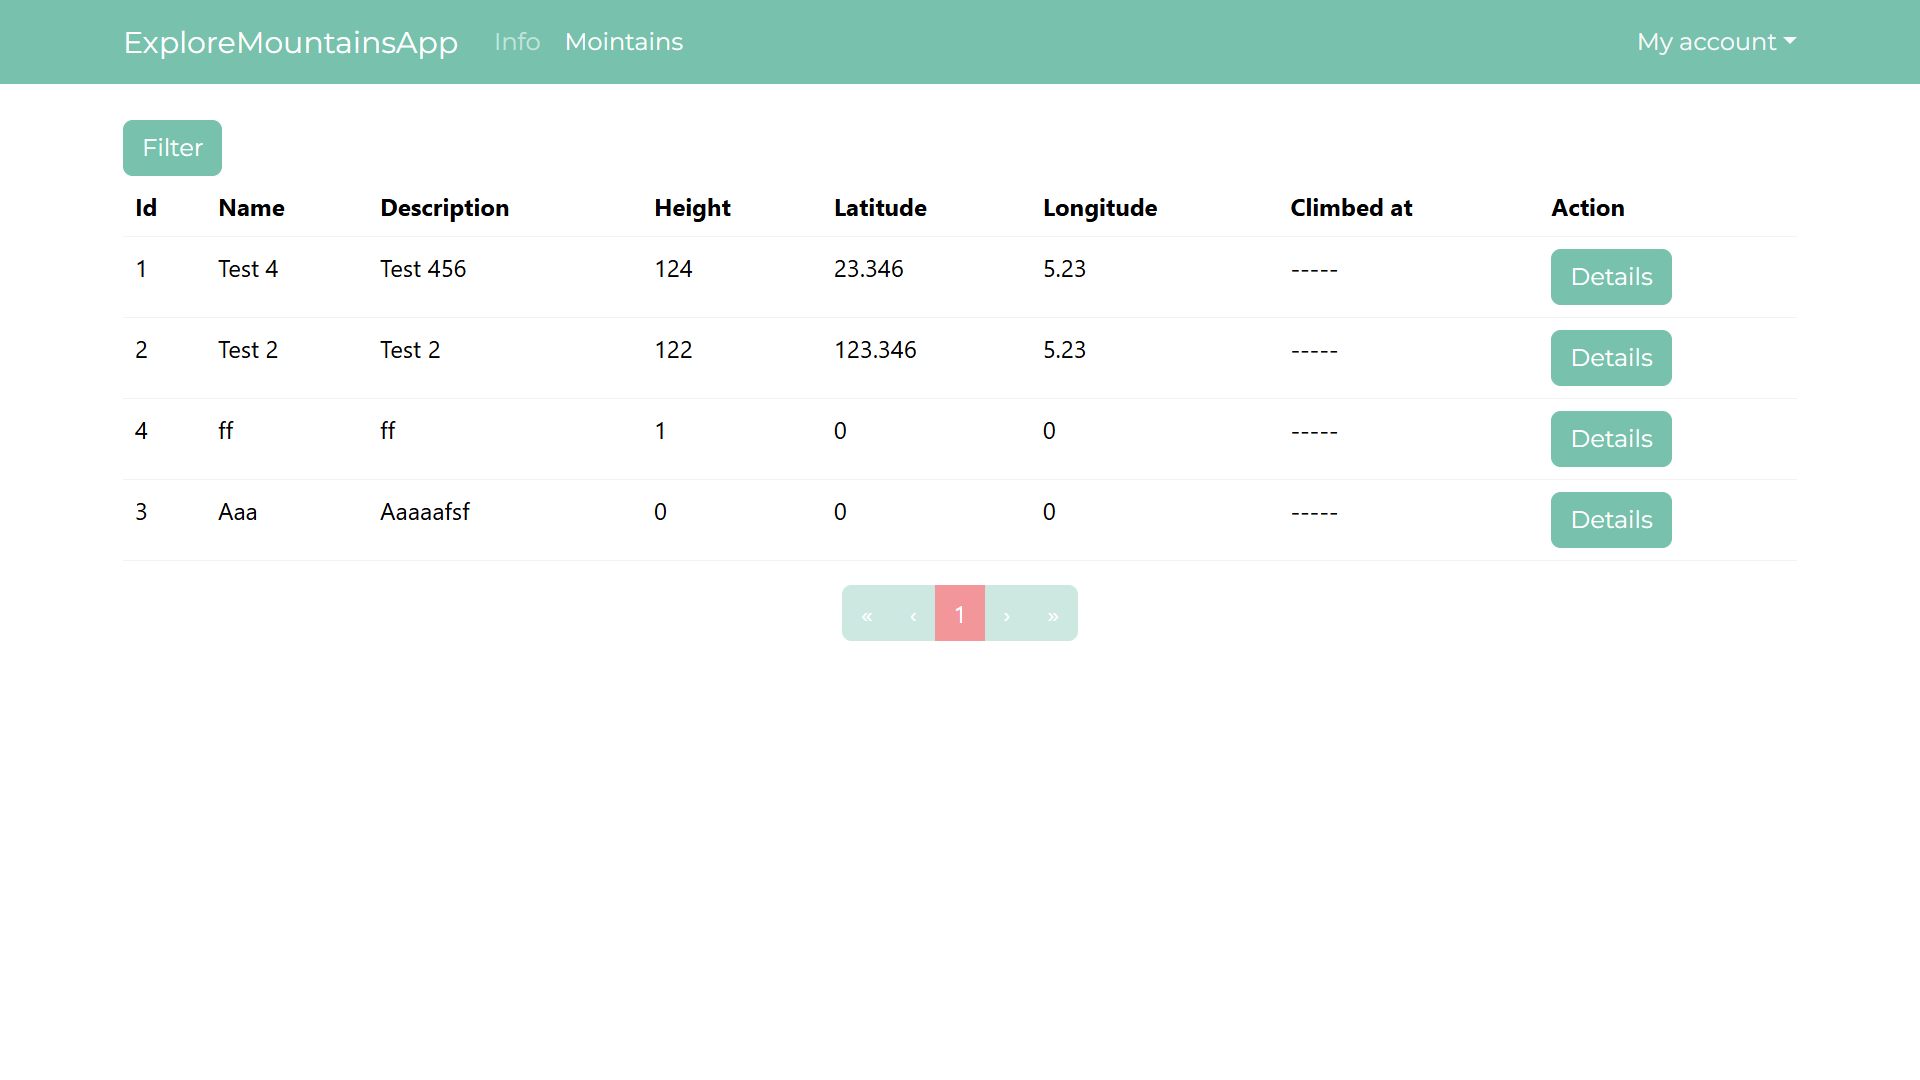 ExploreMountainsApp Info Mointains My account
Filter
Id Name Description Height Latitude Longitude Climbed at Action
1 Test 4 Test 456 124 23.346 5.23 ----- Details
2 Test 2 Test 2 122 123.346 5.23 ----- Details
4 ff ff 1 0 0 ----- Details
3 Aaa Aaaaafsf 0 0 0 ----- Details
« ‹ 1 › »